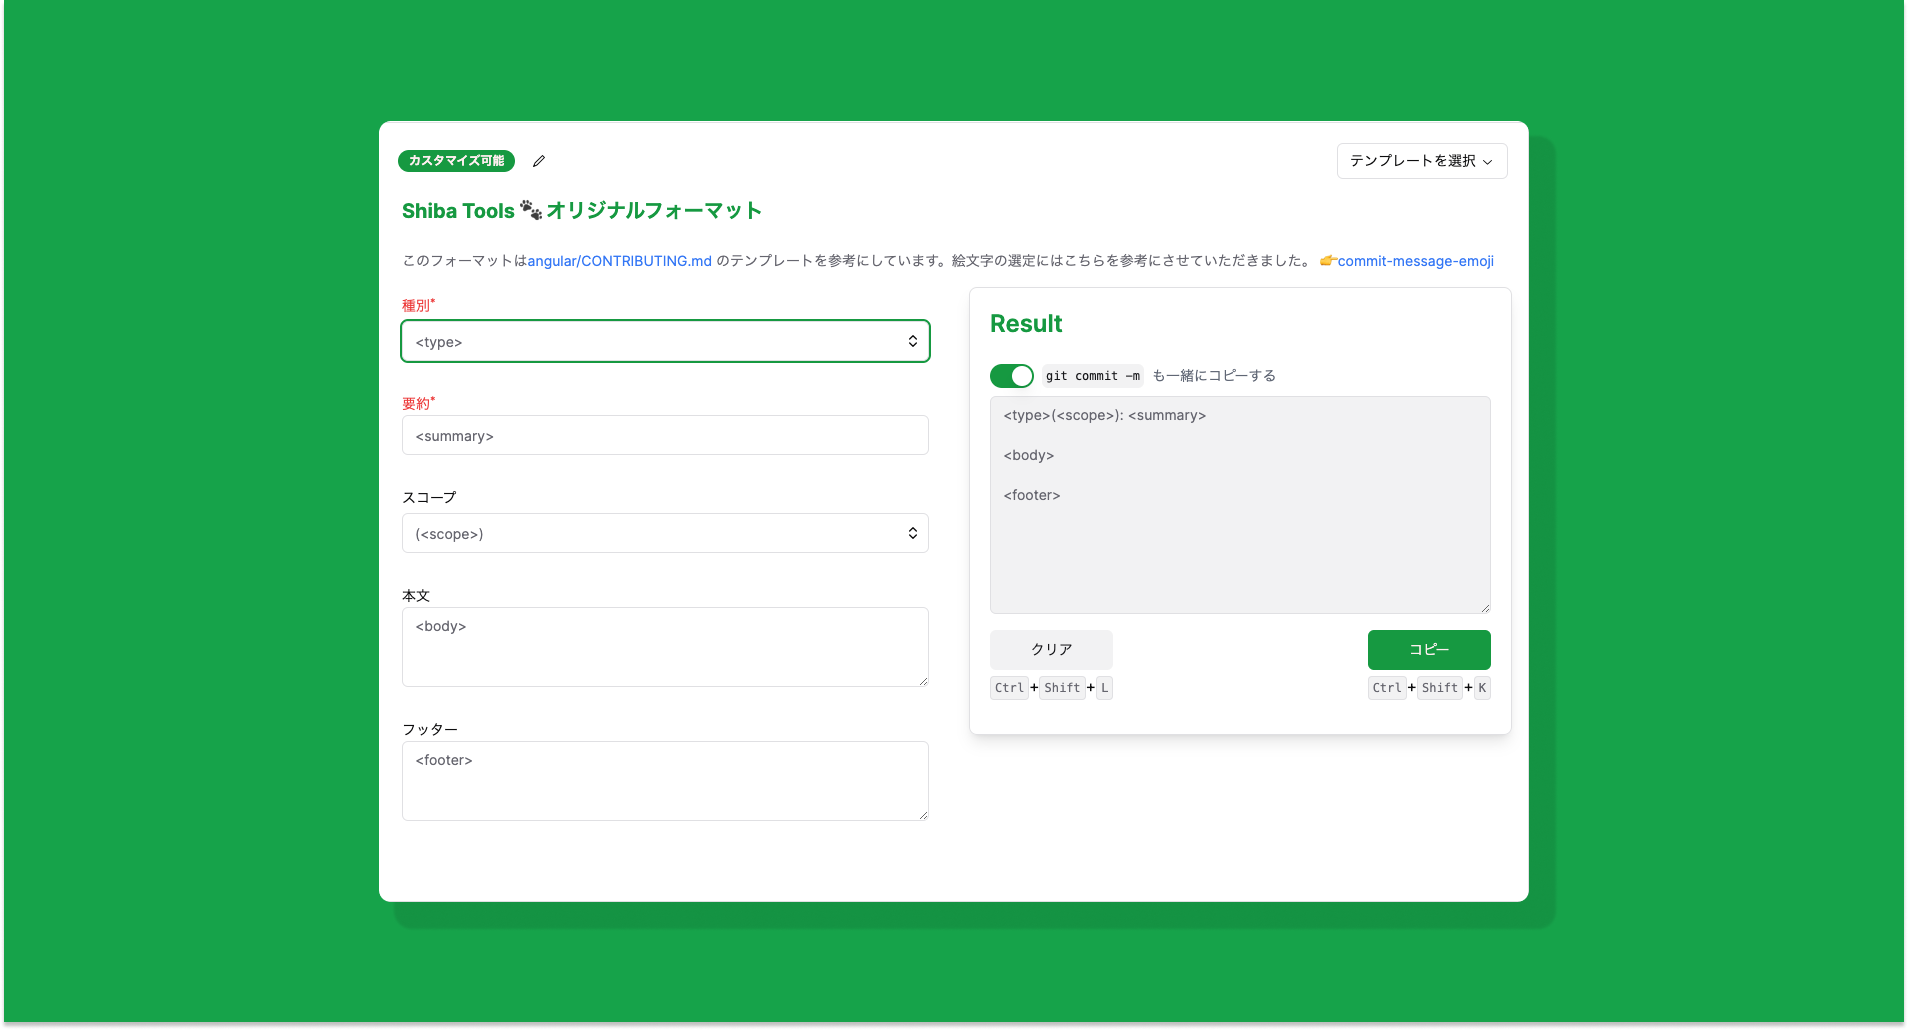 カスタマイズ可能
テンプレートを選択
Shiba Tools 🐾 オリジナルフォーマット
このフォーマットはangular/CONTRIBUTING.md のテンプレートを参考にしています。絵文字の選定にはこちらを参考にさせていただきました。 👉commit-message-emoji
種別*
<type>
要約*
<summary>
スコープ
(<scope>)
本文
<body>
フッター
<footer>
Result
git commit -m も一緒にコピーする
<type>(<scope>): <summary>
<body>
<footer>
クリア
コピー
Ctrl + Shift + L
Ctrl + Shift + K